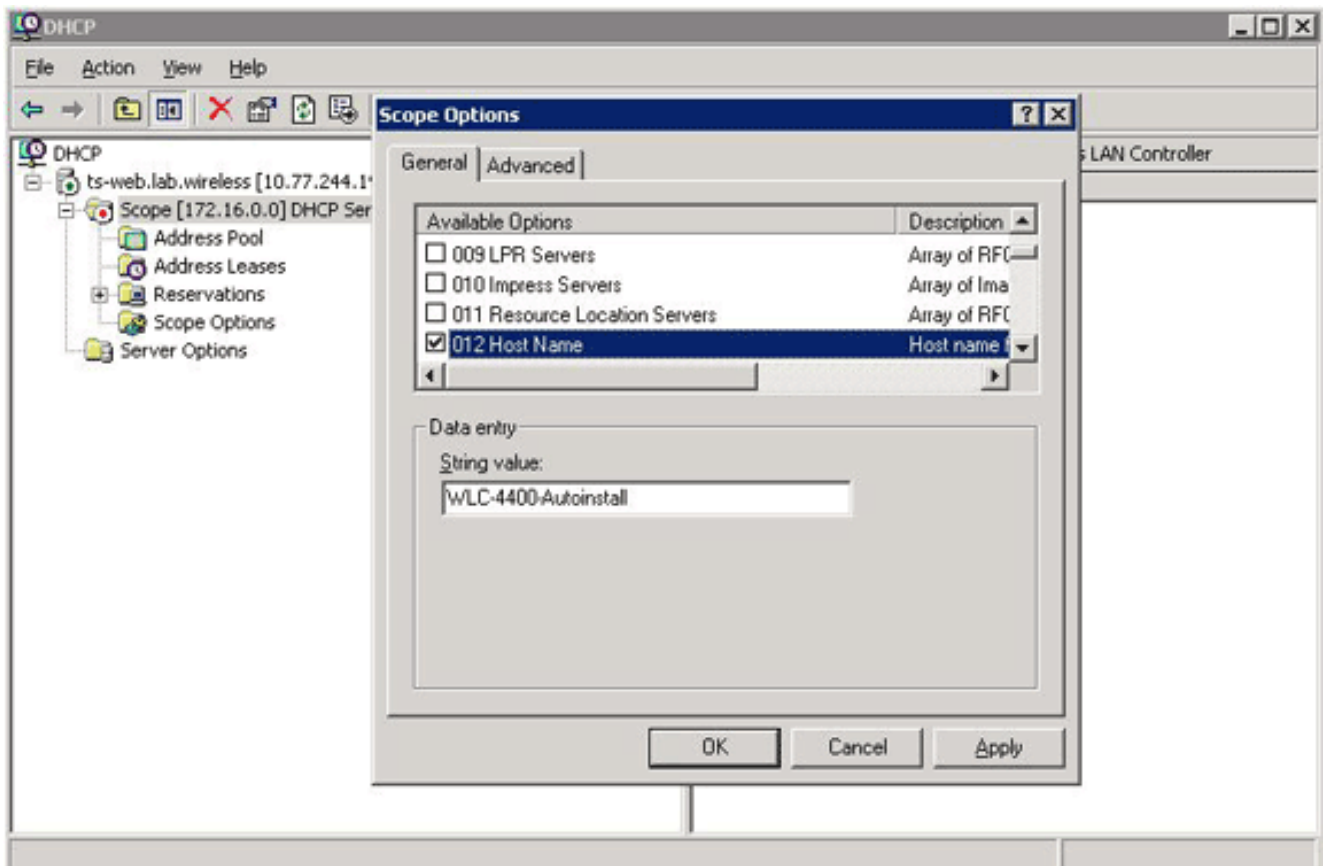 DHCP
File Action View Help
Scope Options
DHCP
ts-web.lab.wireless [10.77.244.1
Scope [172.16.0.0] DHCP Ser
Address Pool
Address Leases
Reservations
Scope Options
Server Options
s LAN Controller
General Advanced
Available Options Description
009 LPR Servers Array of RFC
010 Impress Servers Array of Ima
011 Resource Location Servers Array of RFC
012 Host Name Host name
Data entry
String value:
WLC-4400-Autoinstall
OK Cancel Apply